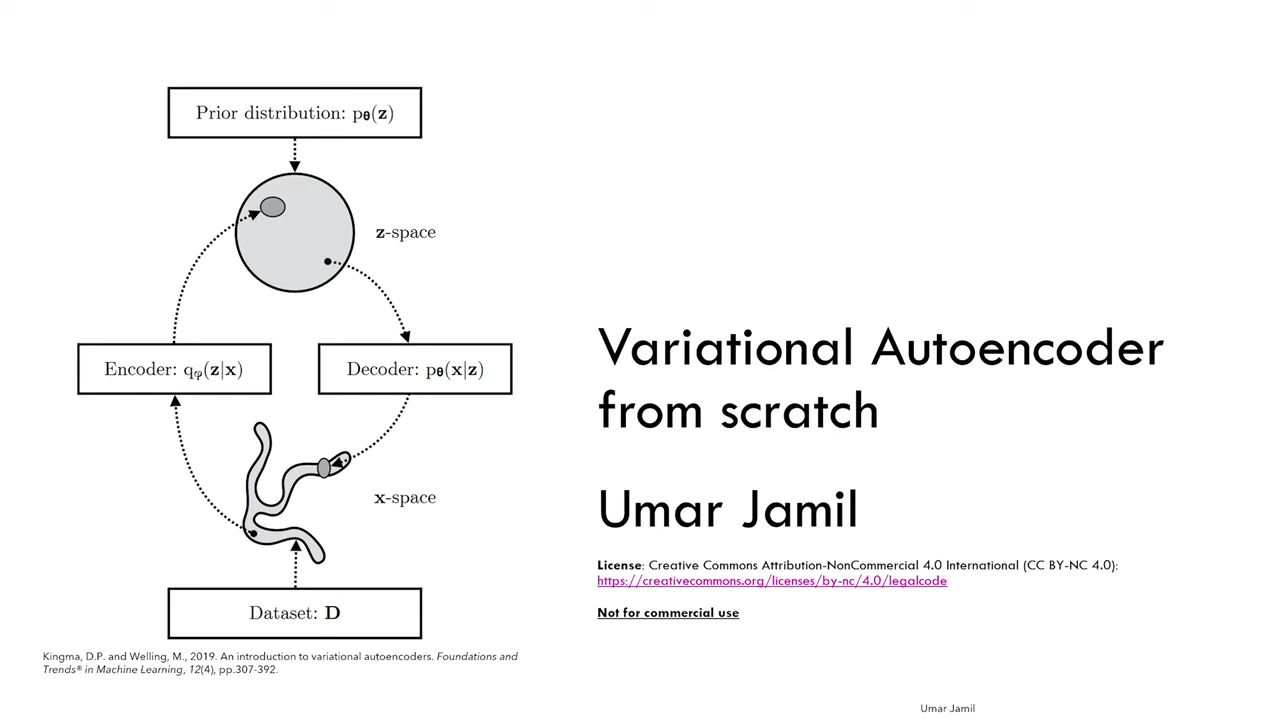 Prior distribution: p𝛉(𝐳)
𝐳-space
Encoder: qᵩ(𝐳|𝐱)
Decoder: p𝛉(𝐱|𝐳)
𝐱-space
Dataset: 𝐃
Kingma, D.P. and Welling, M., 2019. An introduction to variational autoencoders. Foundations and
Trends® in Machine Learning, 12(4), pp.307-392.
Variational Autoencoder
from scratch
Umar Jamil
License: Creative Commons Attribution-NonCommercial 4.0 International (CC BY-NC 4.0):
https://creativecommons.org/licenses/by-nc/4.0/legalcode
Not for commercial use
Umar Jamil